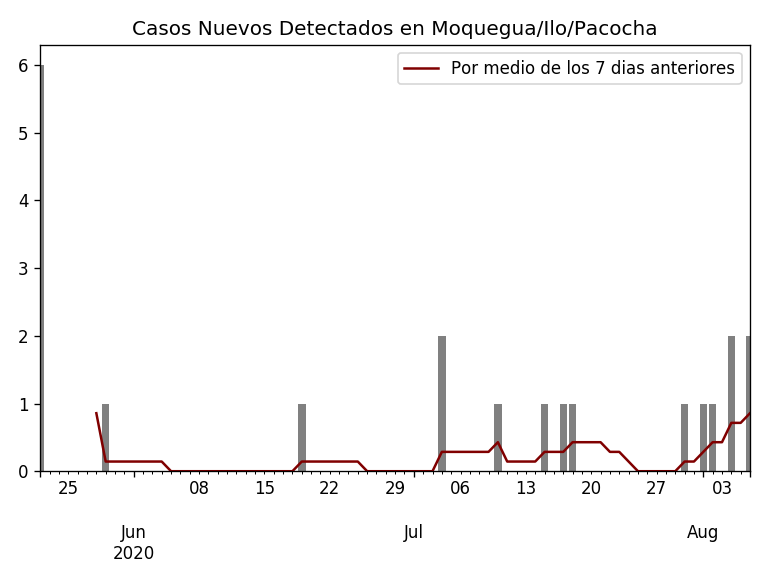 Casos Nuevos Detectados en Moquegua/Ilo/Pacocha
Por medio de los 7 dias anteriores
6
5
4
3
2
1
0
25 08 15 22 29 06 13 20 27 03
Jun Jul Aug
2020